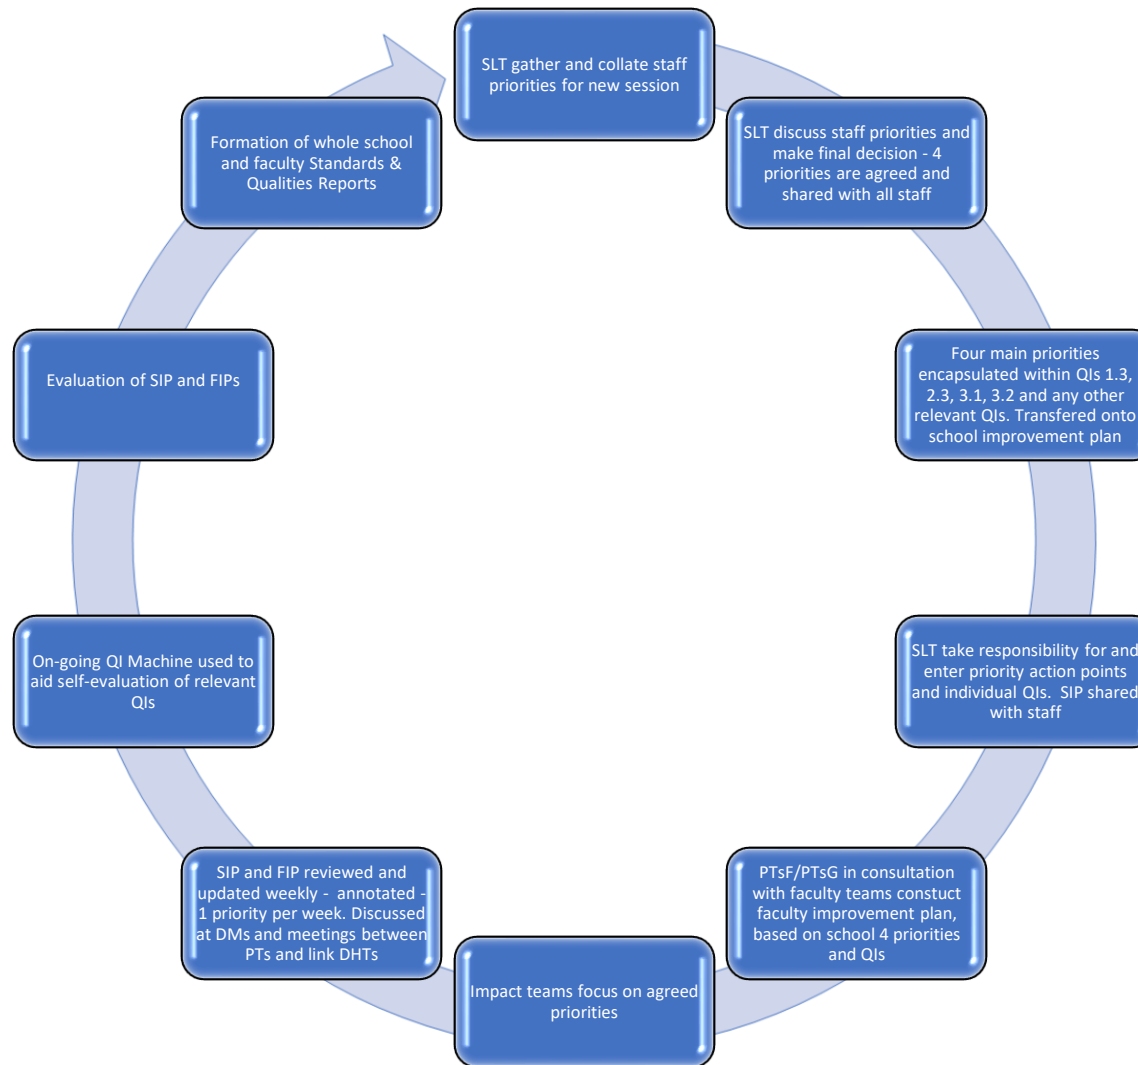 SLT gather and collate staff
priorities for new session
SLT discuss staff priorities and
make final decision - 4
priorities are agreed and
shared with all staff
Four main priorities
encapsulated within QIs 1.3,
2.3, 3.1, 3.2 and any other
relevant QIs. Transfered onto
school improvement plan
SLT take responsibility for and
enter priority action points
and individual QIs.  SIP shared
with staff
PTsF/PTsG in consultation
with faculty teams constuct
faculty improvement plan,
based on school 4 priorities
and QIs
Impact teams focus on agreed
priorities
SIP and FIP reviewed and
updated weekly -  annotated -
1 priority per week. Discussed
at DMs and meetings between
PTs and link DHTs
On-going QI Machine used to
aid self-evaluation of relevant
QIs
Evaluation of SIP and FIPs
Formation of whole school
and faculty Standards &
Qualities Reports